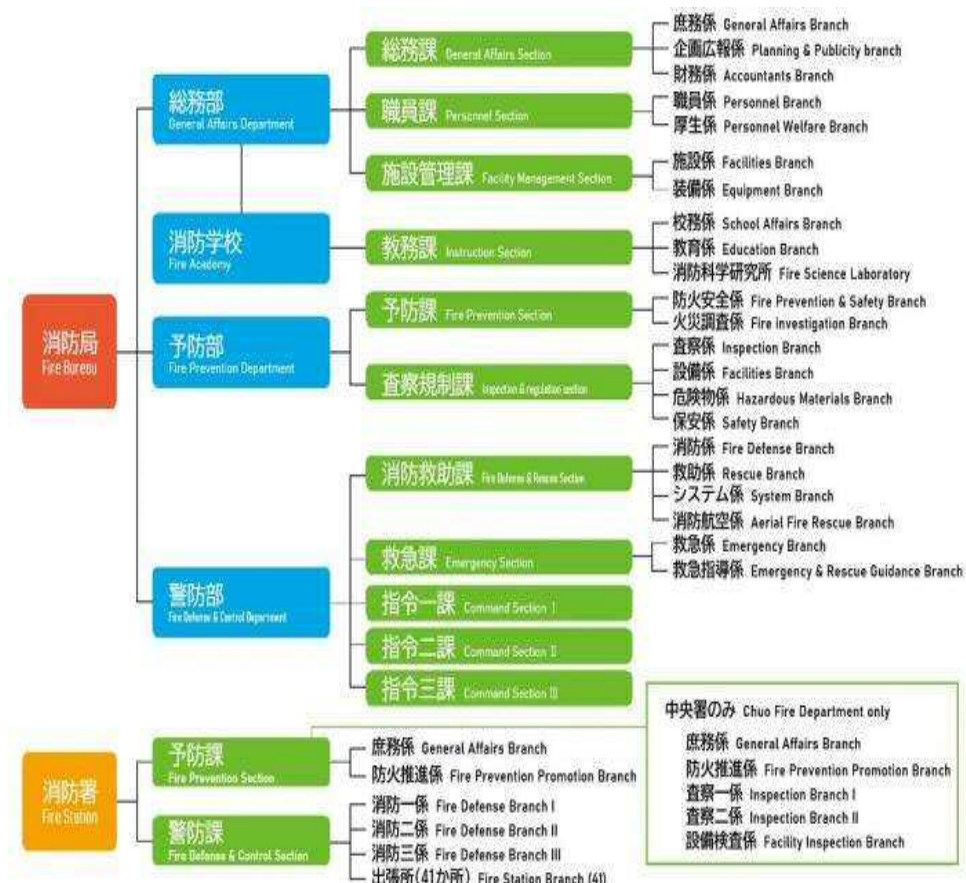 消防局
Fire Bureau
総務部
General Affairs Department
総務課 General Affairs Section
庶務係 General Affairs Branch
企画広報係 Planning & Publicity branch
財務係 Accountants Branch
職員課 Personnel Section
職員係 Personnel Branch
厚生係 Personnel Welfare Branch
施設管理課 Facility Management Section
施設係 Facilities Branch
装備係 Equipment Branch
消防学校
Fire Academy
教務課 Instruction Section
校務係 School Affairs Branch
教育係 Education Branch
消防科学研究所 Fire Science Laboratory
予防部
Fire Prevention Department
予防課 Fire Prevention Section
防火安全係 Fire Prevention & Safety Branch
火災調査係 Fire Investigation Branch
査察規制課 Inspection & regulation section
査察係 Inspection Branch
設備係 Facilities Branch
危険物係 Hazardous Materials Branch
保安係 Safety Branch
警防部
Fire Defense & Control Department
消防救助課 Fire Defense & Rescue Section
消防係 Fire Defense Branch
救助係 Rescue Branch
システム係 System Branch
消防航空係 Aerial Fire Rescue Branch
救急課 Emergency Section
救急係 Emergency Branch
救急指導係 Emergency & Rescue Guidance Branch
指令一課 Command Section I
指令二課 Command Section II
指令三課 Command Section III
消防署
Fire Station
予防課
Fire Prevention Section
庶務係 General Affairs Branch
防火推進係 Fire Prevention Promotion Branch
警防課
Fire Defense & Control Section
消防一係 Fire Defense Branch I
消防二係 Fire Defense Branch II
消防三係 Fire Defense Branch III
出張所(41か所) Fire Station Branch (41)
中央署のみ Chuo Fire Department only
庶務係 General Affairs Branch
防火推進係 Fire Prevention Promotion Branch
査察一係 Inspection Branch I
査察二係 Inspection Branch II
設備検査係 Facility Inspection Branch